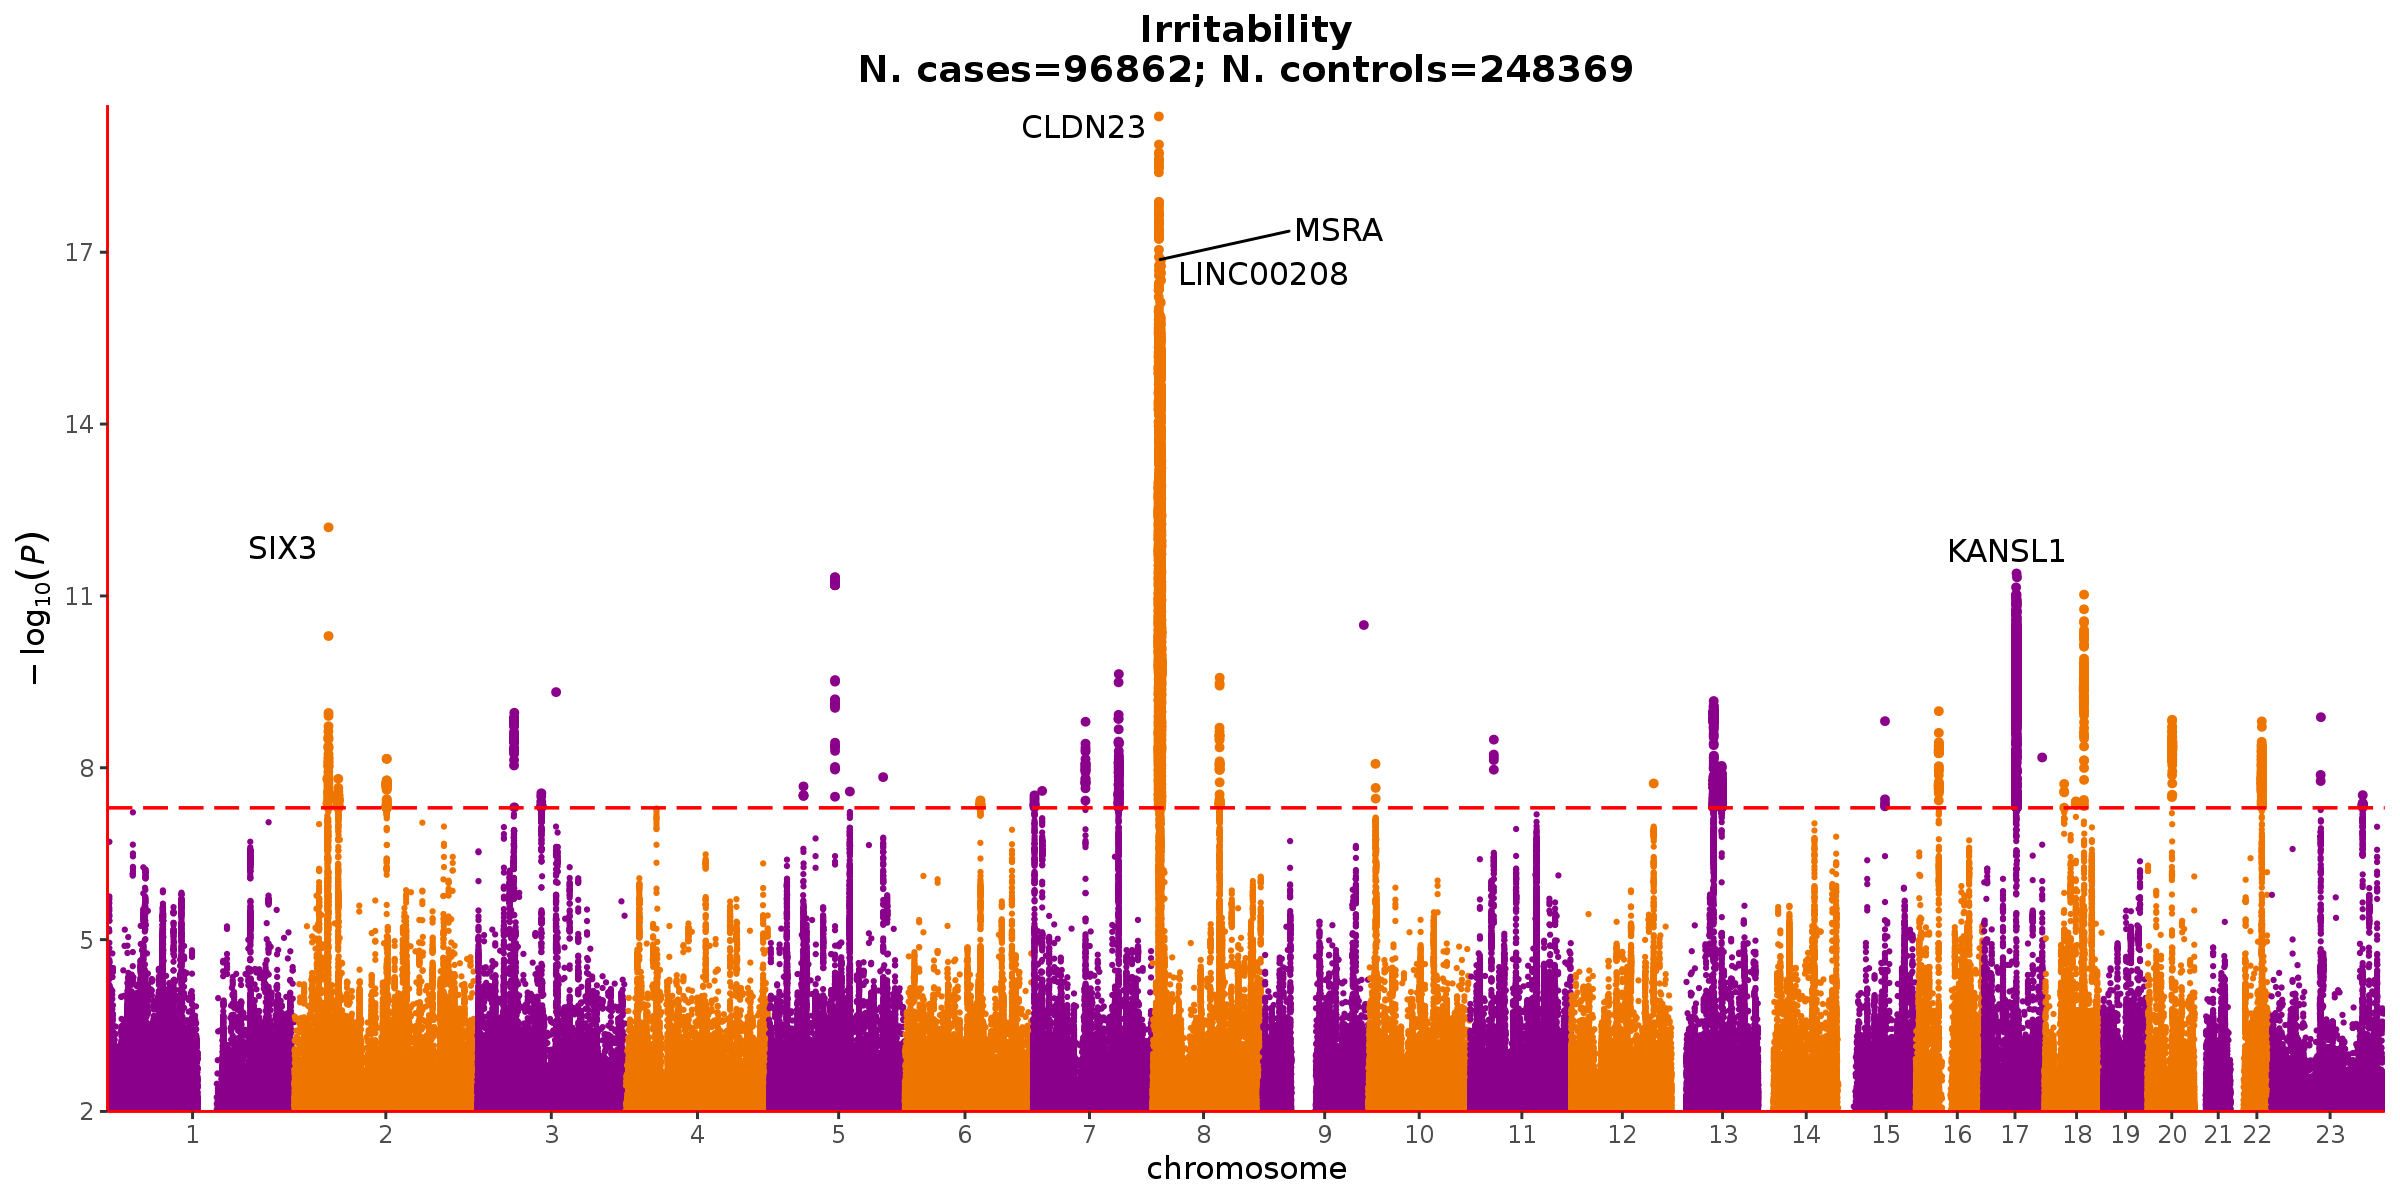 Irritability
N. cases=96862; N. controls=248369
CLDN23
MSRA
LINC00208
SIX3
KANSL1
17
14
11
8
5
2
−log10(P)
1 2 3 4 5 6 7 8 9 10 11 12 13 14 15 16 17 18 19 20 21 22 23
chromosome